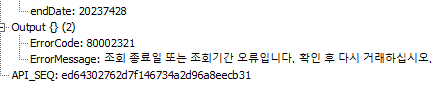 endDate: 20237428
Output {} (2)
ErrorCode: 80002321
ErrorMessage: 조회 종료일 또는 조회기간 오류입니다. 확인 후 다시 거래하십시오.
API_SEQ: ed64302762d7f146734a2d96a8eecb31